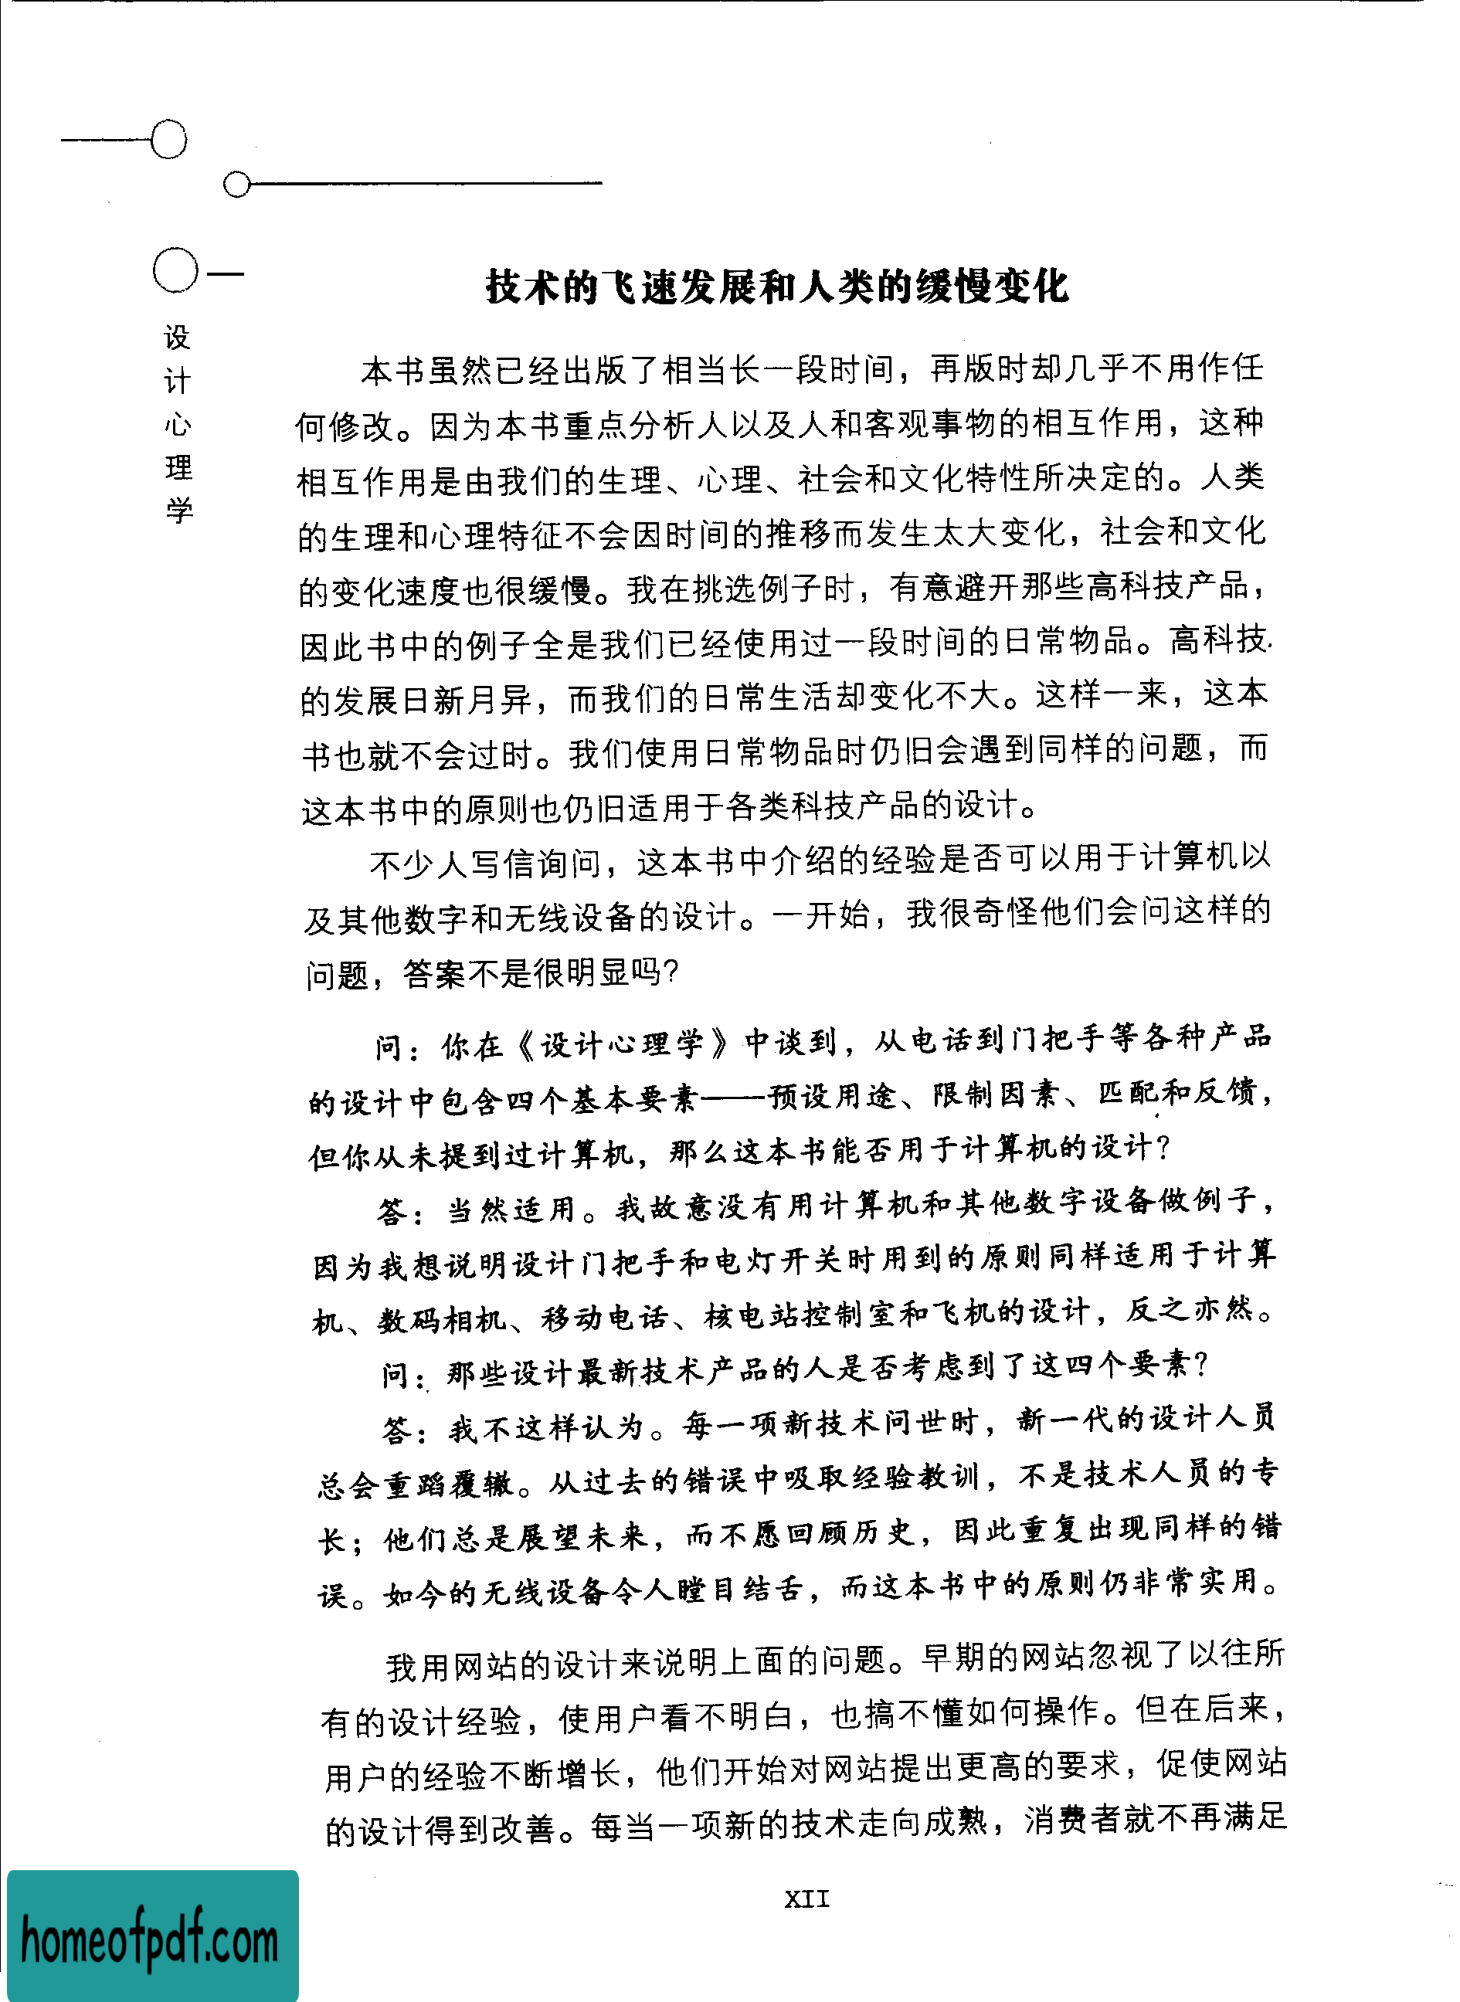 设计心理学
技术的飞速发展和人类的缓慢变化
本书虽然已经出版了相当长一段时间，再版时却几乎不用作任
何修改。因为本书重点分析人以及人和客观事物的相互作用，这种
相互作用是由我们的生理、心理、社会和文化特性所决定的。人类
的生理和心理特征不会因时间的推移而发生太大变化，社会和文化
的变化速度也很缓慢。我在挑选例子时，有意避开那些高科技产品，
因此书中的例子全是我们已经使用过一段时间的日常物品。高科技
的发展日新月异，而我们的日常生活却变化不大。这样一来，这本
书也就不会过时。我们使用日常物品时仍旧会遇到同样的问题，而
这本书中的原则也仍旧适用于各类科技产品的设计。
不少人写信询问，这本书中介绍的经验是否可以用于计算机以
及其他数字和无线设备的设计。一开始，我很奇怪他们会问这样的
问题，答案不是很明显吗？
问：你在《设计心理学》中谈到，从电话到门把手等各种产品
的设计中包含四个基本要素——预设用途、限制因素、匹配和反馈，
但你从未提到过计算机，那么这本书能否用于计算机的设计？
答：当然适用。我故意没有用计算机和其他数字设备做例子，
因为我想说明设计门把手和电灯开关时用到的原则同样适用于计算
机、数码相机、移动电话、核电站控制室和飞机的设计，反之亦然。
问：那些设计最新技术产品的人是否考虑到了这四个要素？
答：我不这样认为。每一项新技术问世时，新一代的设计人员
总会重蹈覆辙。从过去的错误中吸取经验教训，不是技术人员的专
长；他们总是展望未来，而不愿回顾历史，因此重复出现同样的错
误。如今的无线设备令人瞠目结舌，而这本书中的原则仍非常实用。
我用网站的设计来说明上面的问题。早期的网站忽视了以往所
有的设计经验，使用户看不明白，也搞不懂如何操作。但在后来，
用户的经验不断增长，他们开始对网站提出更高的要求，促使网站
的设计得到改善。每当一项新的技术走向成熟，消费者就不再满足
XII
homeofpdf.com